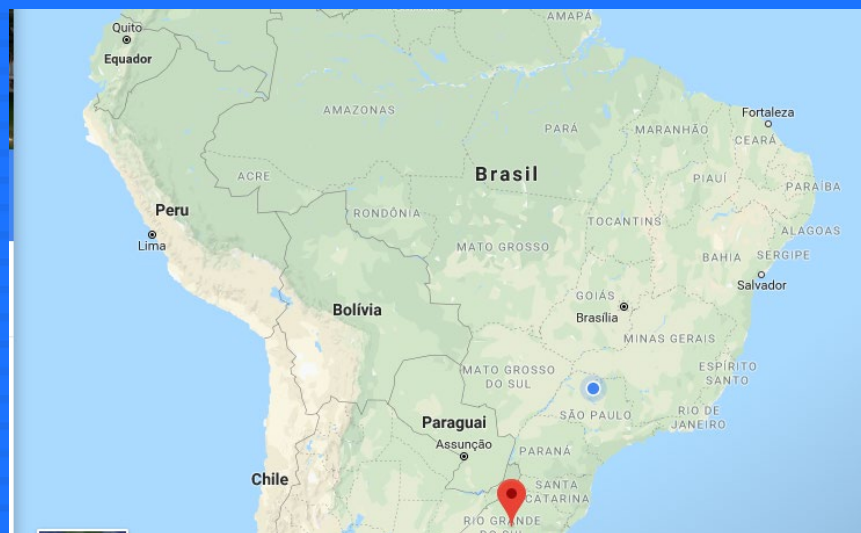 AMAPÁ
Quito
Equador
AMAZONAS
PARÁ
MARANHÃO
Fortaleza
CEARÁ
ACRE
Brasil
PIAUÍ
PARAÍBA
Peru
RONDÔNIA
TOCANTINS
ALAGOAS
Lima
MATO GROSSO
BAHIA
SERGIPE
Salvador
GOIÁS
Bolívia
Brasília
MINAS GERAIS
MATO GROSSO
DO SUL
ESPÍRITO
SANTO
SÃO PAULO
RIO DE
JANEIRO
Paraguai
Assunção
PARANÁ
Chile
SANTA
CATARINA
RIO GRANDE
DO SUL